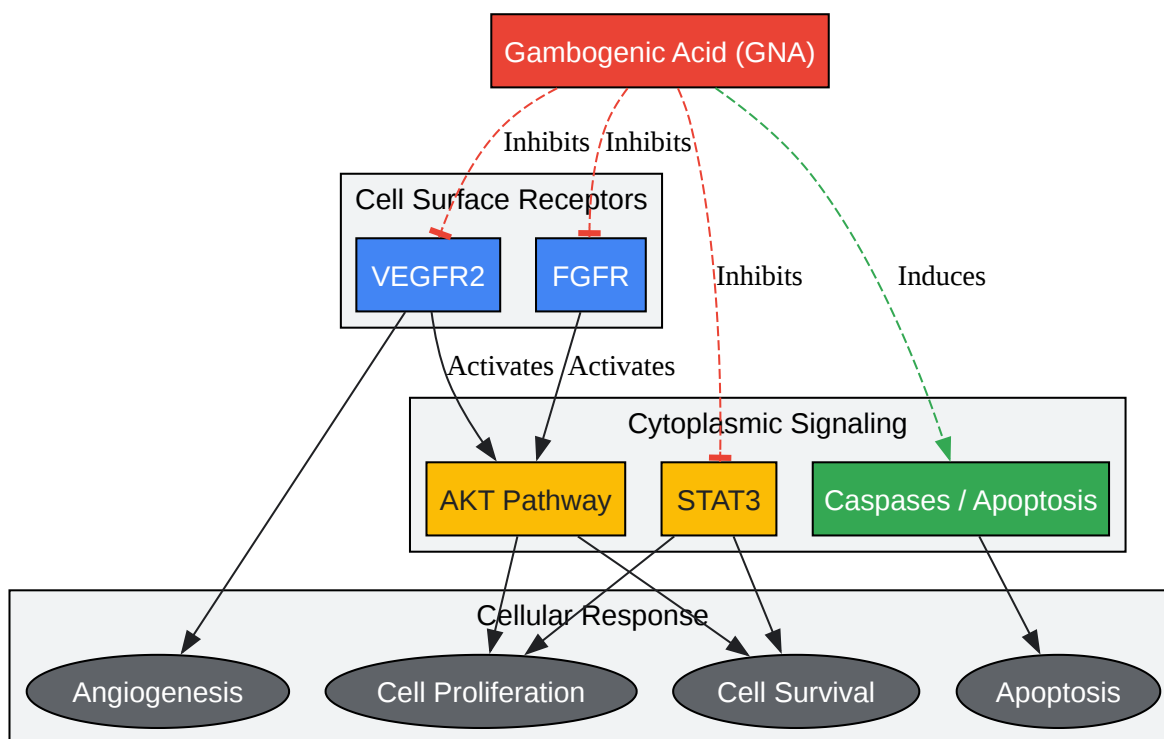 Gambogenic Acid (GNA)
Inhibits
Inhibits
Cell Surface Receptors
VEGFR2
FGFR
Inhibits
Induces
Activates
Activates
Cytoplasmic Signaling
AKT Pathway
STAT3
Caspases / Apoptosis
Cellular Response
Angiogenesis
Cell Proliferation
Cell Survival
Apoptosis